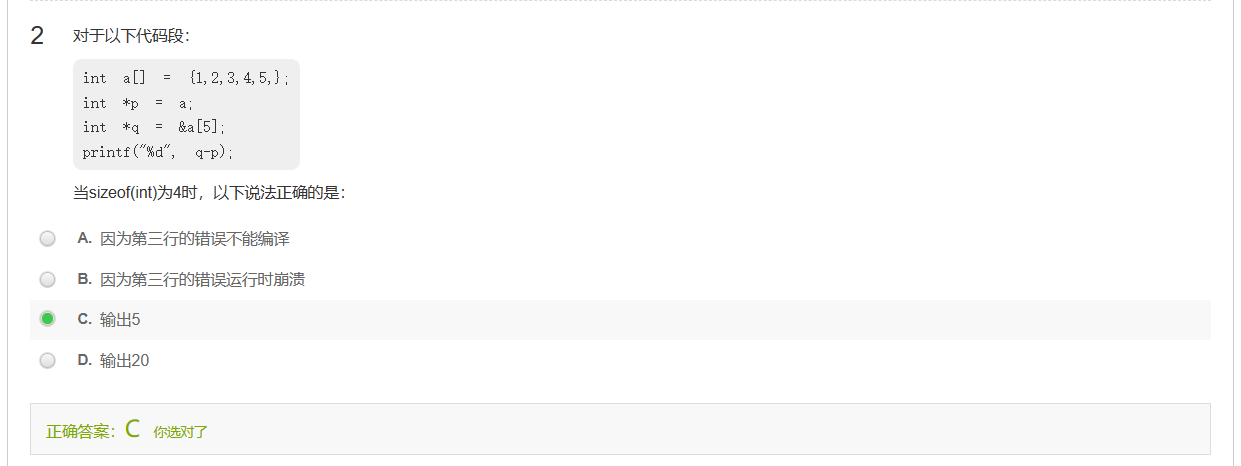 2 对于以下代码段：
int a[] = {1,2,3,4,5,};
int *p = a;
int *q = &a[5];
printf("%d", q-p);
当sizeof(int)为4时，以下说法正确的是：
A. 因为第三行的错误不能编译
B. 因为第三行的错误运行时崩溃
C. 输出5
D. 输出20
正确答案：C 你选对了